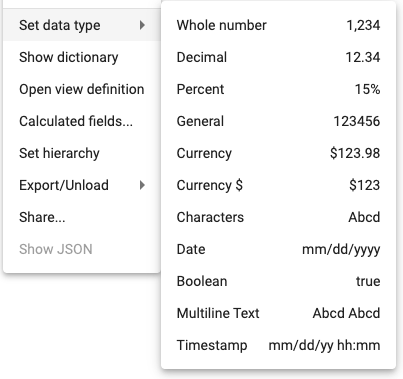 Set data type
Show dictionary
Open view definition
Calculated fields...
Set hierarchy
Export/Unload
Share...
Show JSON
Whole number 1,234
Decimal 12.34
Percent 15%
General 123456
Currency $123.98
Currency $ $123
Characters Abcd
Date mm/dd/yyyy
Boolean true
Multiline Text Abcd Abcd
Timestamp mm/dd/yy hh:mm